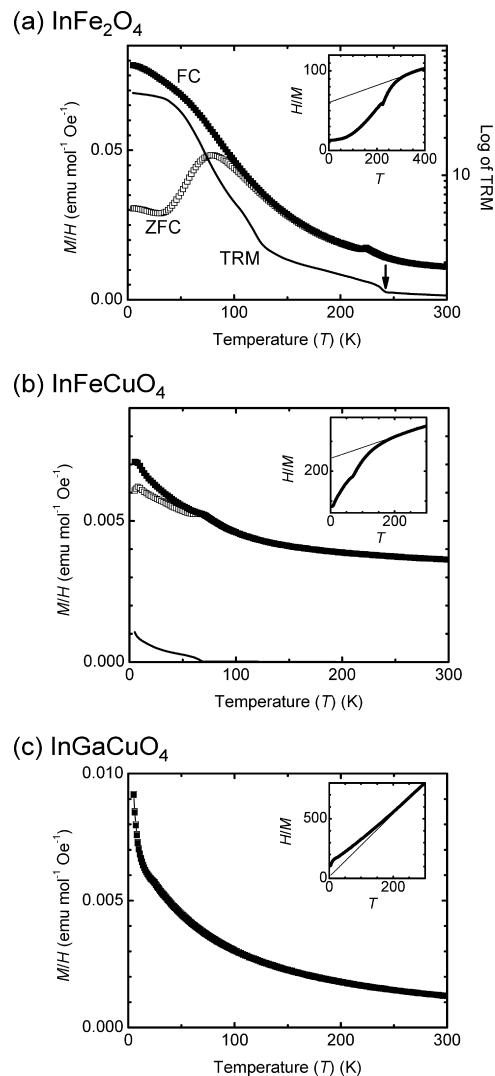 (a) InFe₂O₄
FC
ZFC
TRM
0.05
0.00
M/H (emu mol⁻¹ Oe⁻¹)
10
Log of TRM
0 100 200 300
Temperature (T) (K)
100
0
H/M
0 200 400
T
(b) InFeCuO₄
0.005
0.000
M/H (emu mol⁻¹ Oe⁻¹)
0 100 200 300
Temperature (T) (K)
200
H/M
0 200
T
(c) InGaCuO₄
0.010
0.005
0.000
M/H (emu mol⁻¹ Oe⁻¹)
0 100 200 300
Temperature (T) (K)
500
0
H/M
0 200
T